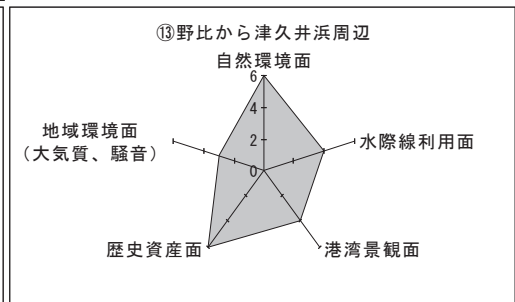 ⑬野比から津久井浜周辺
自然環境面
6
4
2
0
水際線利用面
港湾景観面
歴史資産面
地域環境面
（大気質、騒音）